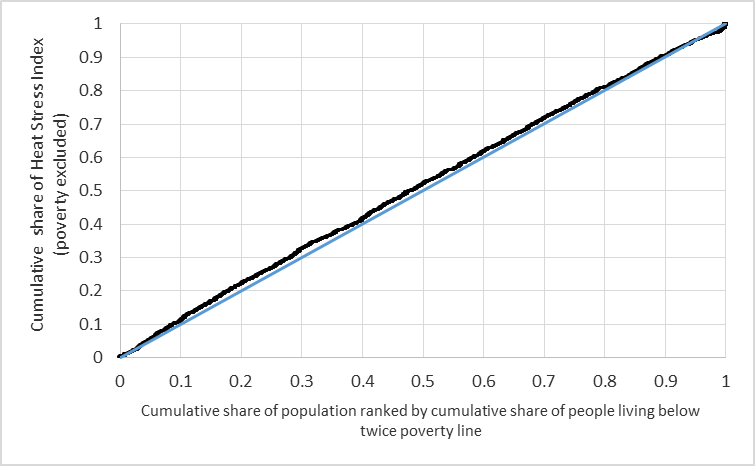 Cumulative  share of Heat Stress Index
(poverty excluded)
1
0.9
0.8
0.7
0.6
0.5
0.4
0.3
0.2
0.1
0
0 0.1 0.2 0.3 0.4 0.5 0.6 0.7 0.8 0.9 1
Cumulative share of population ranked by cumulative share of people living below
twice poverty line